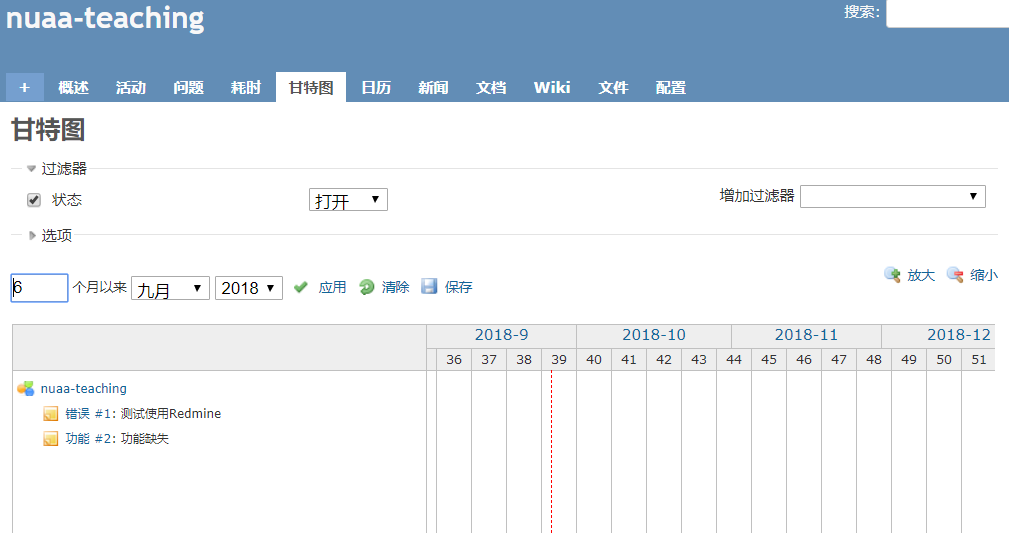 nuaa-teaching
搜索:
+ 概述 活动 问题 耗时 甘特图 日历 新闻 文档 Wiki 文件 配置
甘特图
过滤器
状态 打开 增加过滤器
选项
6 个月以来 九月 2018 应用 清除 保存 放大 缩小
2018-9 2018-10 2018-11 2018-12
36 37 38 39 40 41 42 43 44 45 46 47 48 49 50 51
nuaa-teaching
错误 #1: 测试使用Redmine
功能 #2: 功能缺失